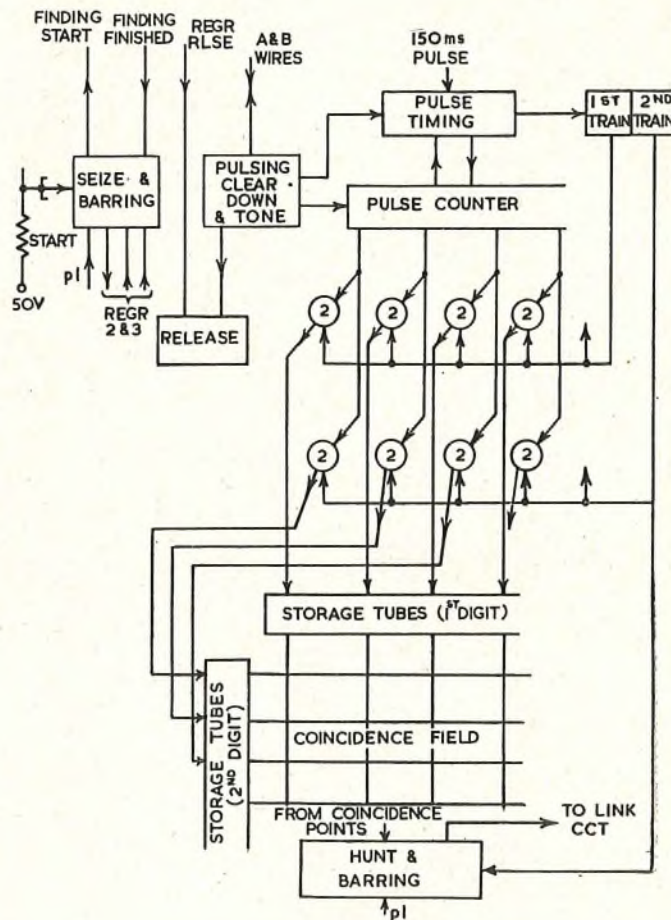 FINDING
START
FINDING
FINISHED
REGR
RLSE
A&B
WIRES
150ms
PULSE
PULSE
TIMING
1ST
TRAIN
2ND
TRAIN
SEIZE &
BARRING
PULSING
CLEAR
DOWN
& TONE
PULSE COUNTER
START
50V
p1
REGR
2&3
RELEASE
2
2
2
2
2
2
2
2
STORAGE TUBES (1ST DIGIT)
STORAGE TUBES
(2ND DIGIT)
COINCIDENCE FIELD
FROM COINCIDENCE
POINTS
TO LINK
CCT
HUNT &
BARRING
p1